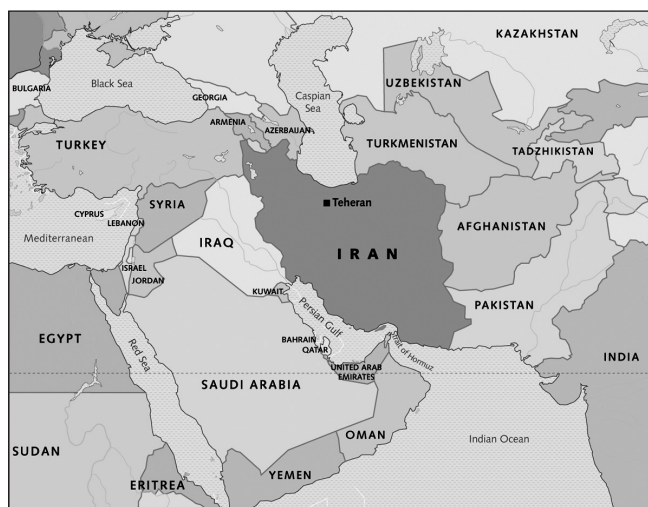 KAZAKHSTAN
Black Sea
Caspian
Sea
UZBEKISTAN
BULGARIA
GEORGIA
ARMENIA
AZERBAIJAN
TURKEY
TURKMENISTAN
TADZHIKISTAN
SYRIA
Teheran
CYPRUS
LEBANON
AFGHANISTAN
Mediterranean
IRAQ
IRAN
ISRAEL
JORDAN
KUWAIT
Persian Gulf
PAKISTAN
EGYPT
Red Sea
BAHRAIN
QATAR
Strait of Hormuz
UNITED ARAB
EMIRATES
INDIA
SAUDI ARABIA
OMAN
Indian Ocean
SUDAN
YEMEN
ERITREA